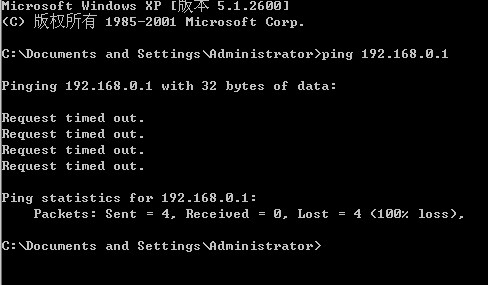 Microsoft Windows XP [版本 5.1.2600]
(C) 版权所有 1985-2001 Microsoft Corp.
C:\Documents and Settings\Administrator>ping 192.168.0.1
Pinging 192.168.0.1 with 32 bytes of data:
Request timed out.
Request timed out.
Request timed out.
Request timed out.
Ping statistics for 192.168.0.1:
    Packets: Sent = 4, Received = 0, Lost = 4 (100% loss),
C:\Documents and Settings\Administrator>